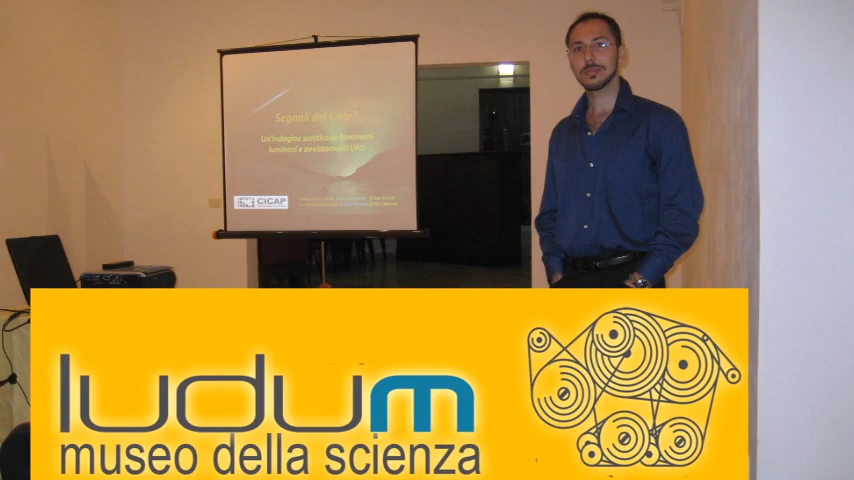 Segnali dal Cielo?
Un'indagine scettica su fenomeni
luminosi e avvistamenti UFO
CICAP
ludum
museo della scienza